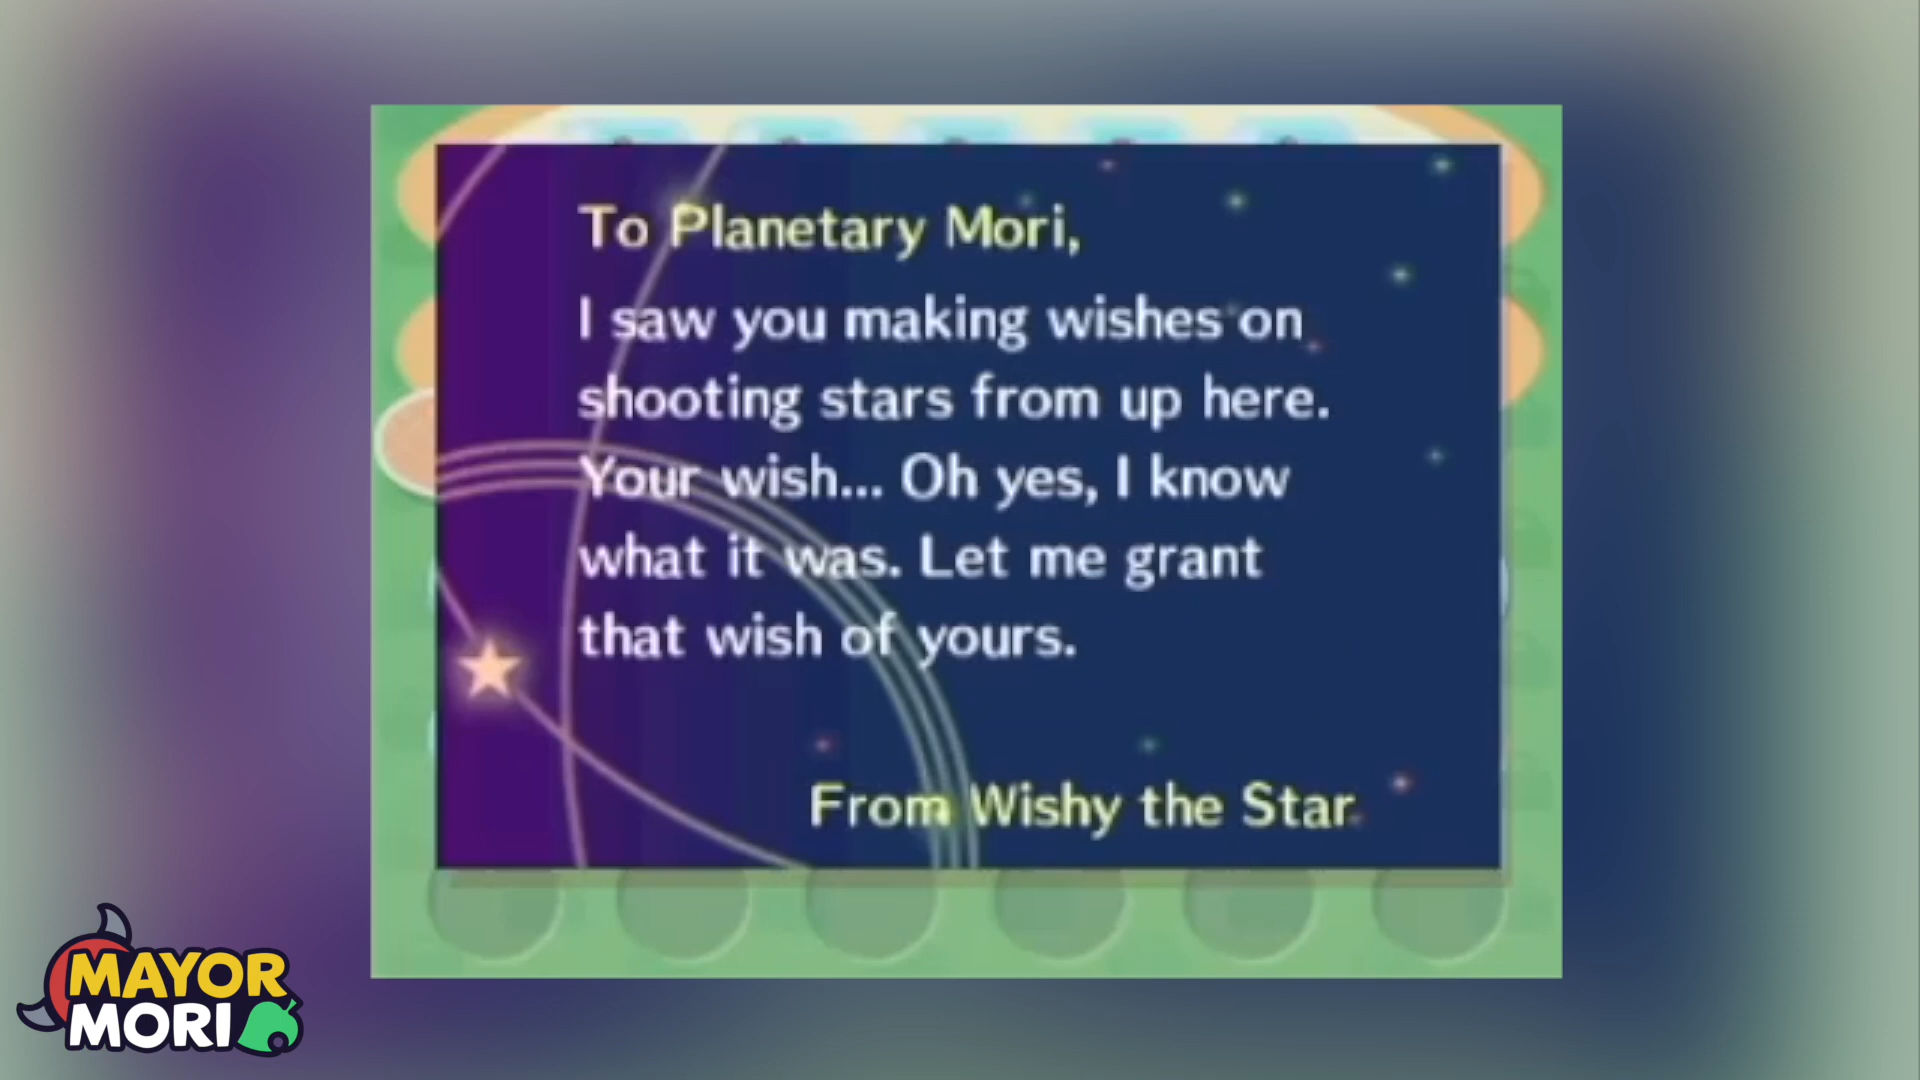 To Planetary Mori,
I saw you making wishes on
shooting stars from up here.
Your wish... Oh yes, I know
what it was. Let me grant
that wish of yours.
From Wishy the Star
MAYOR
MORI